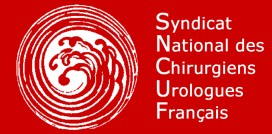 Syndicat
National des
Chirurgiens
Urologues
Français